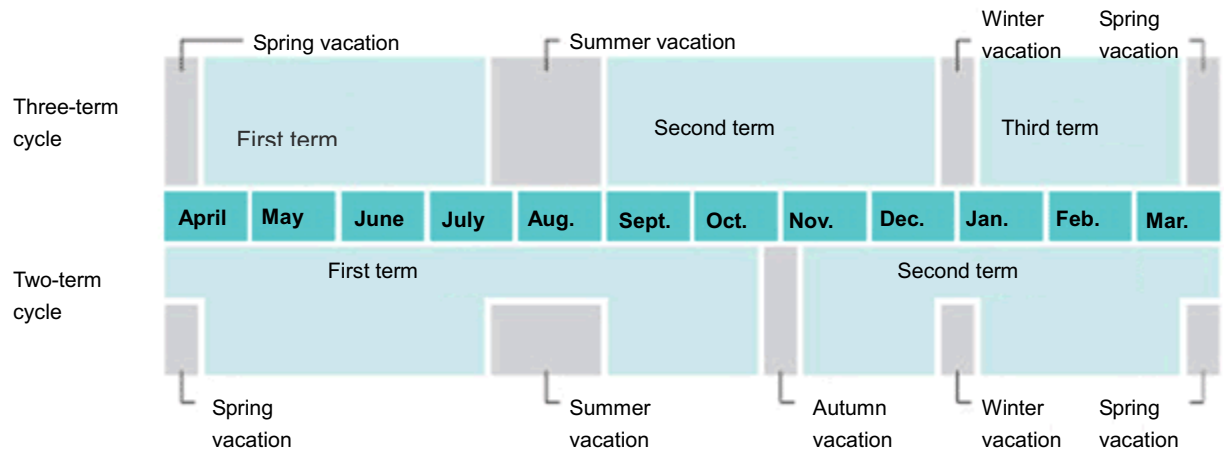 Winter Spring
Spring vacation Summer vacation vacation vacation
Three-term
cycle
First term Second term Third term
April May June July Aug. Sept. Oct. Nov. Dec. Jan. Feb. Mar.
First term Second term
Two-term
cycle
Spring Summer Autumn Winter Spring
vacation vacation vacation vacation vacation